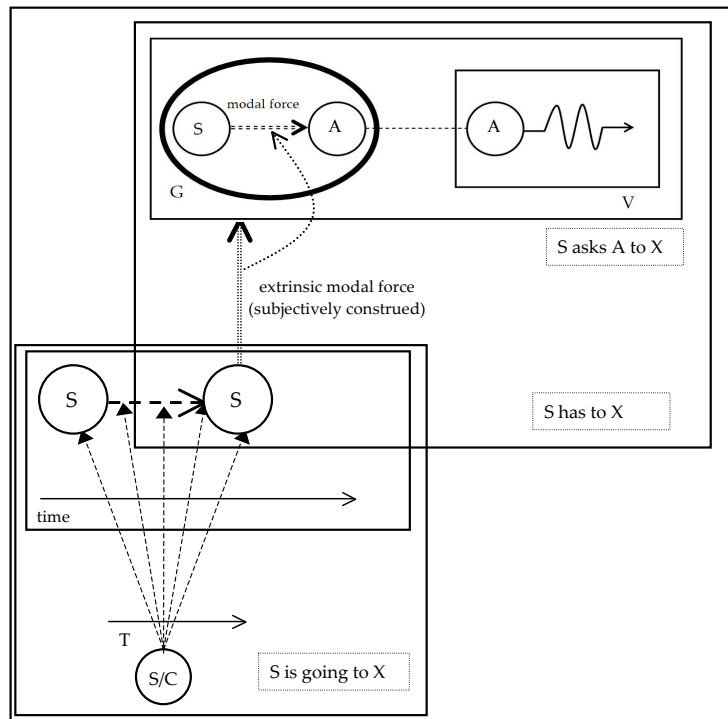 modal force
S
A
A
G
V
S asks A to X
extrinsic modal force
(subjectively construed)
S
S
S has to X
time
T
S/C
S is going to X